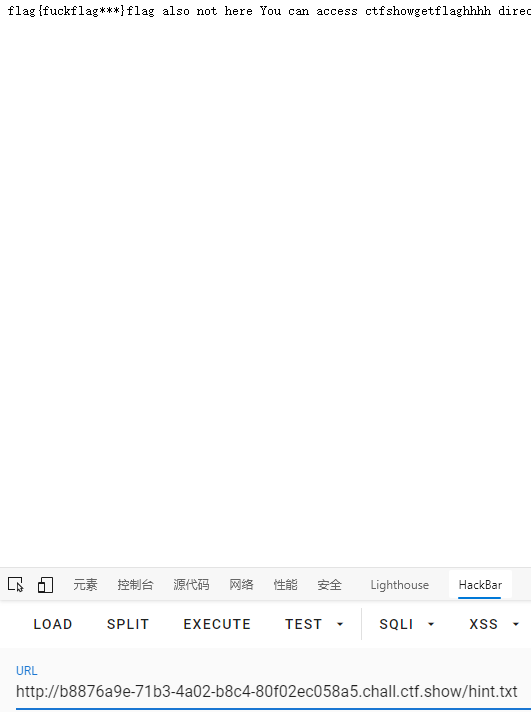 flag{fuckflag***}flag also not here You can access ctfshowgetflaghhhh direc
元素 控制台 源代码 网络 性能 安全 Lighthouse HackBar
LOAD SPLIT EXECUTE TEST SQLI XSS
URL
http://b8876a9e-71b3-4a02-b8c4-80f02ec058a5.chall.ctf.show/hint.txt